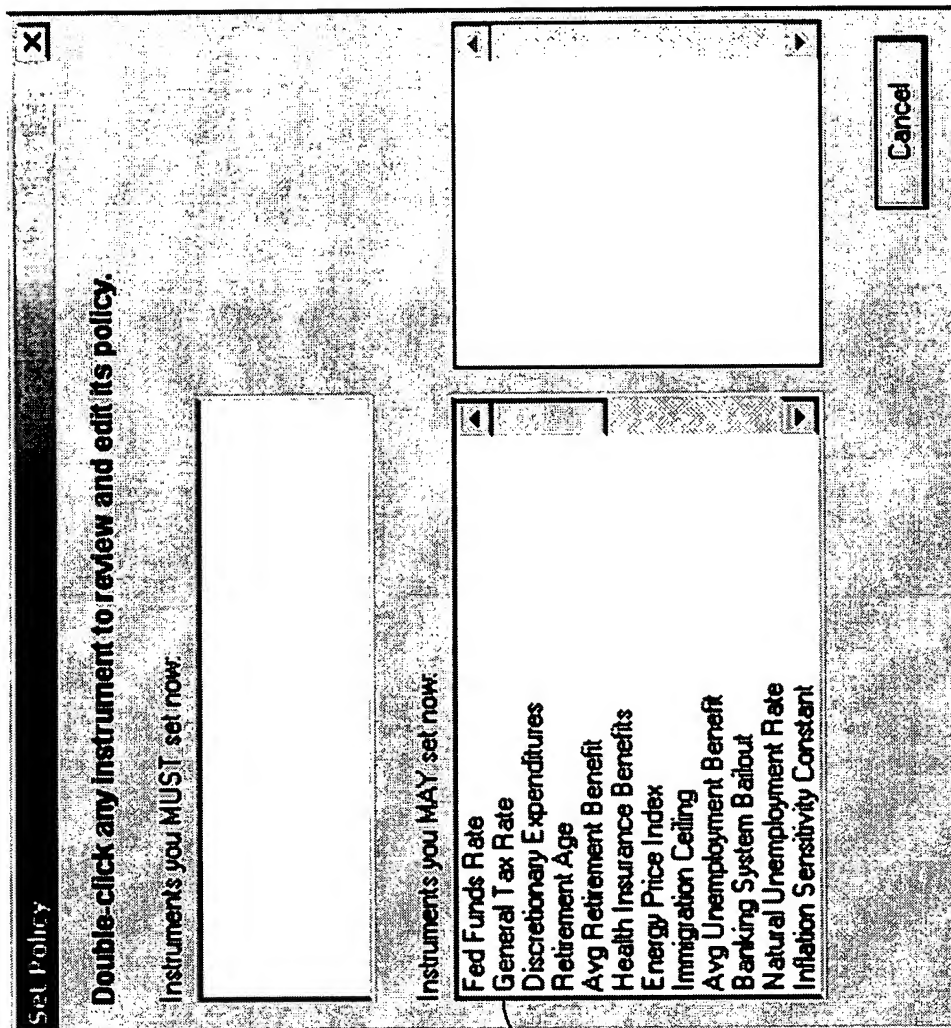 Set Policy
Double-click any instrument to review and edit its policy.
Instruments you MUST set now:
Instruments you MAY set now:
Fed Funds Rate
General Tax Rate
Discretionary Expenditures
Retirement Age
Avg Retirement Benefit
Health Insurance Benefits
Energy Price Index
Immigration Ceiling
Avg Unemployment Benefit
Banking System Bailout
Natural Unemployment Rate
Inflation Sensitivity Constant
Cancel